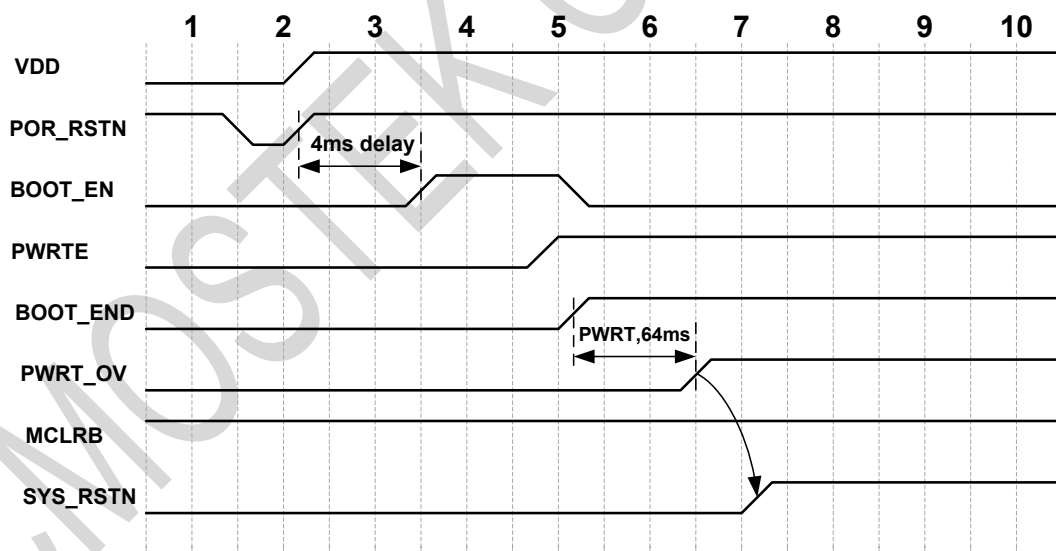 1 2 3 4 5 6 7 8 9 10
VDD
POR_RSTN
4ms delay
BOOT_EN
PWRTE
BOOT_END
PWRT,64ms
PWRT_OV
MCLRB
SYS_RSTN
MOSTEK